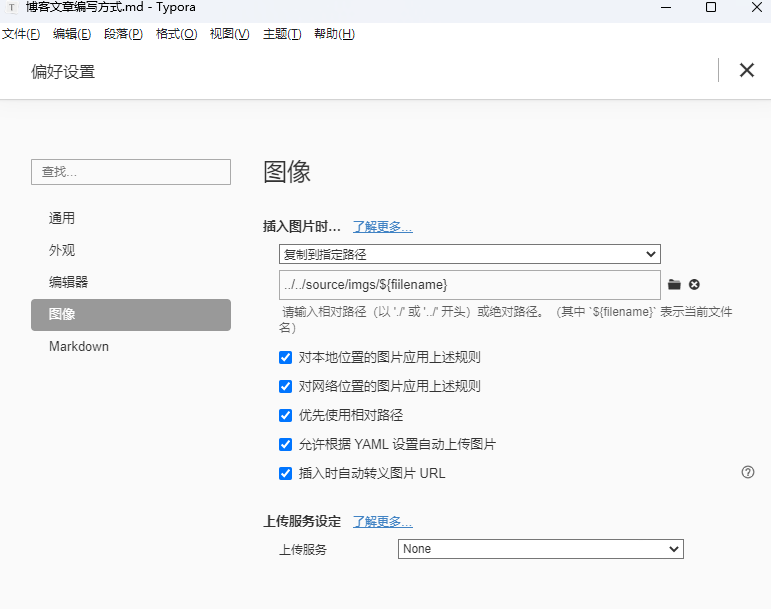 T 博客文章编写方式.md - Typora
文件(F) 编辑(E) 段落(P) 格式(O) 视图(V) 主题(T) 帮助(H)
偏好设置
查找...
通用
外观
编辑器
图像
Markdown
图像
插入图片时... 了解更多...
复制到指定路径
../../source/imgs/${fiilename}
请输入相对路径（以 './' 或 '../' 开头）或绝对路径。（其中 `${filename}` 表示当前文件
名）
对本地位置的图片应用上述规则
对网络位置的图片应用上述规则
优先使用相对路径
允许根据 YAML 设置自动上传图片
插入时自动转义图片 URL
上传服务设定 了解更多...
上传服务 None